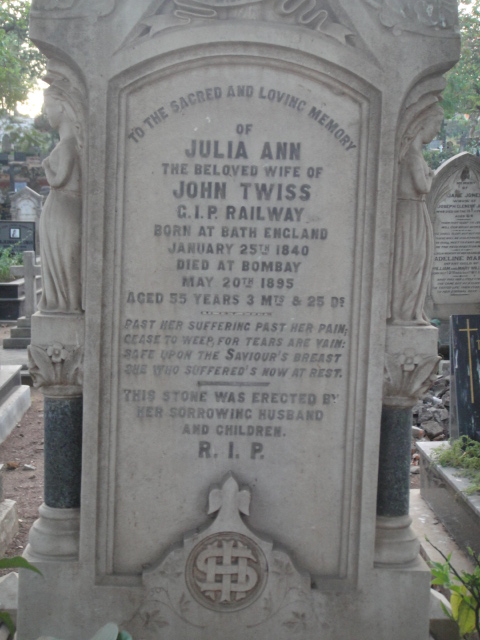 TO THE SACRED AND LOVING MEMORY
OF
JULIA ANN
THE BELOVED WIFE OF
JOHN TWISS
G.I.P. RAILWAY
BORN AT BATH ENGLAND
JANUARY 25TH 1840
DIED AT BOMBAY
MAY 20TH 1895
AGED 55 YEARS 3 MTS & 25 DS
PAST HER SUFFERING PAST HER PAIN;
CEASE TO WEEP, FOR TEARS ARE VAIN:
SAFE UPON THE SAVIOUR'S BREAST
SHE WHO SUFFERED'S NOW AT REST.
THIS STONE WAS ERECTED BY
HER SORROWING HUSBAND
AND CHILDREN.
R.I.P.
IHS
ADELINE